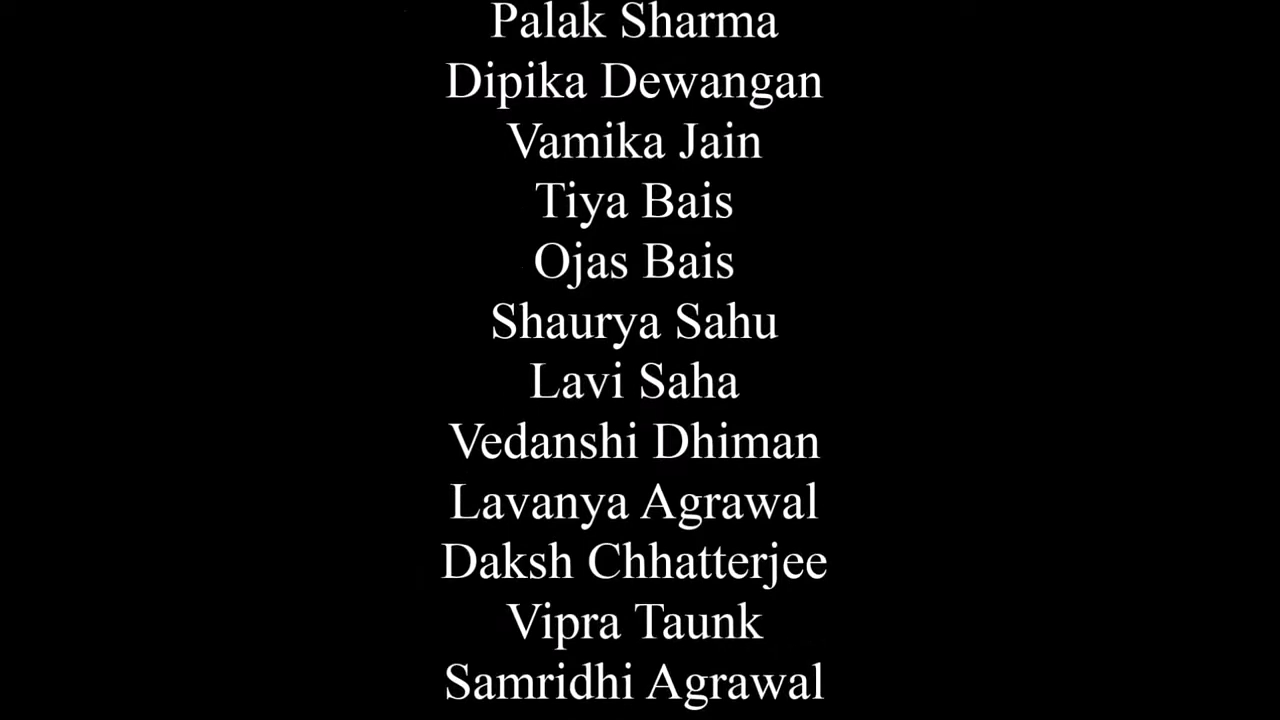 Palak Sharma
Dipika Dewangan
Vamika Jain
Tiya Bais
Ojas Bais
Shaurya Sahu
Lavi Saha
Vedanshi Dhiman
Lavanya Agrawal
Daksh Chhatterjee
Vipra Taunk
Samridhi Agrawal